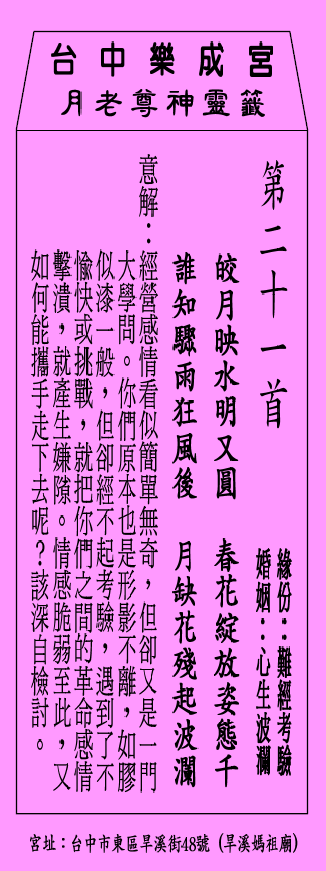 台中樂成宮
月老尊神靈籤
第二十一首
緣份：難經考驗
婚姻：心生波瀾
皎月映水明又圓　春花綻放姿態千
誰知驟雨狂風後　月缺花殘起波瀾
意解：經營感情看似簡單無奇，但卻又是一門
大學問。你們原本也是形影不離，如膠
似漆一般，但卻經不起考驗，遇到了不
愉快或挑戰，就把你們之間的革命感情
擊潰，就產生嫌隙。情感脆弱至此，又
如何能攜手走下去呢？該深自檢討。
宮址：台中市東區旱溪街48號（旱溪媽祖廟）